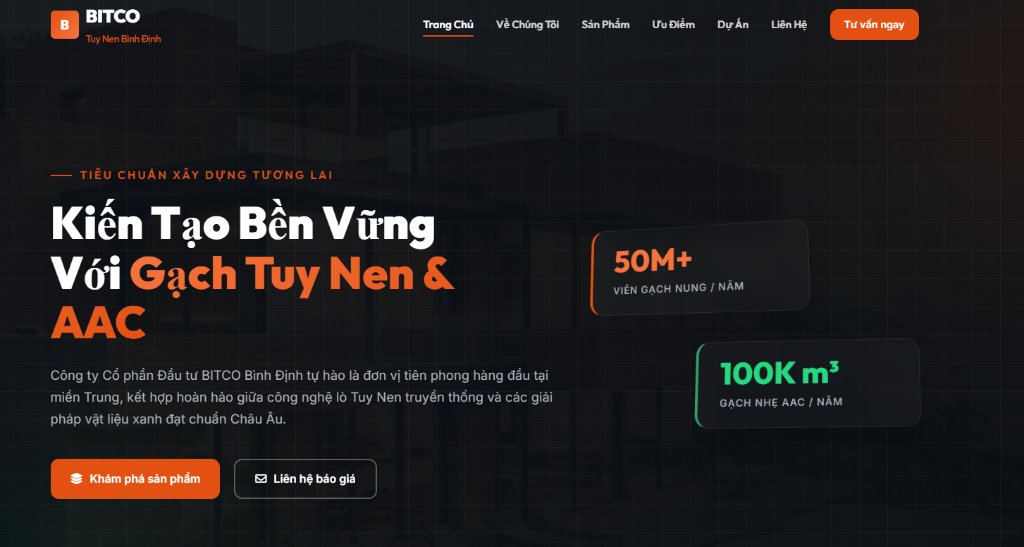 B
BITCO
Tuy Nen Bình Định
Trang Chủ
Về Chúng Tôi
Sản Phẩm
Ưu Điểm
Dự Án
Liên Hệ
Tư vấn ngay
TIÊU CHUẨN XÂY DỰNG TƯƠNG LAI
Kiến Tạo Bền Vững
Với Gạch Tuy Nen &
AAC
Công ty Cổ phần Đầu tư BITCO Bình Định tự hào là đơn vị tiên phong hàng đầu tại
miền Trung, kết hợp hoàn hảo giữa công nghệ lò Tuy Nen truyền thống và các giải
pháp vật liệu xanh đạt chuẩn Châu Âu.
Khám phá sản phẩm
Liên hệ báo giá
50M+
VIÊN GẠCH NUNG / NĂM
100K m³
GẠCH NHẸ AAC / NĂM